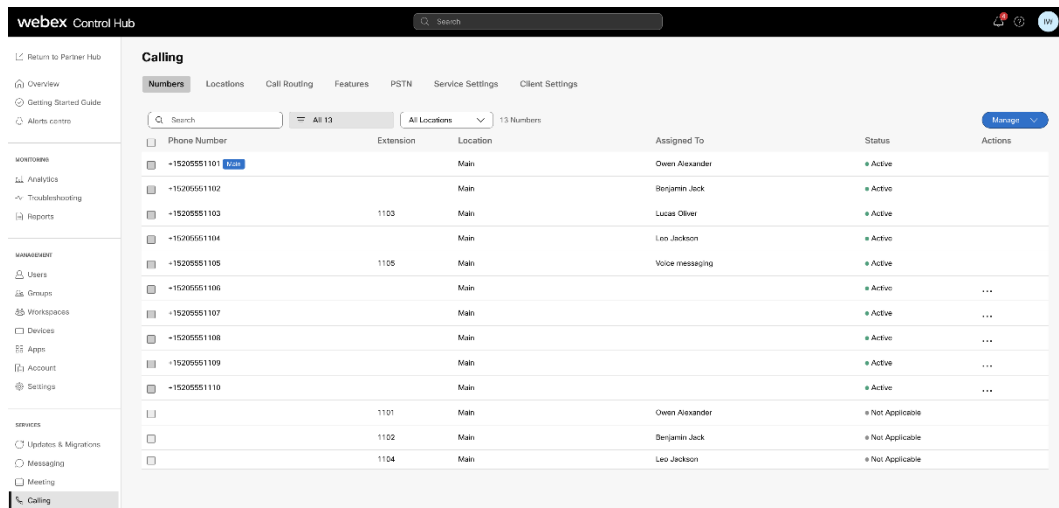 webex Control Hub
Search
4
IW
Return to Partner Hub
Overview
Getting Started Guide
Alerts centre
MONITORING
Analytics
Troubleshooting
Reports
MANAGEMENT
Users
Groups
Workspaces
Devices
Apps
Account
Settings
SERVICES
Updates & Migrations
Messaging
Meeting
Calling
Calling
Numbers Locations Call Routing Features PSTN Service Settings Client Settings
Search All 13 All Locations 13 Numbers Manage
Phone Number Extension Location Assigned To Status Actions
+15205551101 Main Main Owen Alexander Active
+15205551102 Main Benjamin Jack Active
+15205551103 1103 Main Lucas Oliver Active
+15205551104 Main Leo Jackson Active
+15205551105 1105 Main Voice messaging Active
+15205551106 Main Active ...
+15205551107 Main Active ...
+15205551108 Main Active ...
+15205551109 Main Active ...
+15205551110 Main Active ...
1101 Main Owen Alexander Not Applicable
1102 Main Benjamin Jack Not Applicable
1104 Main Leo Jackson Not Applicable